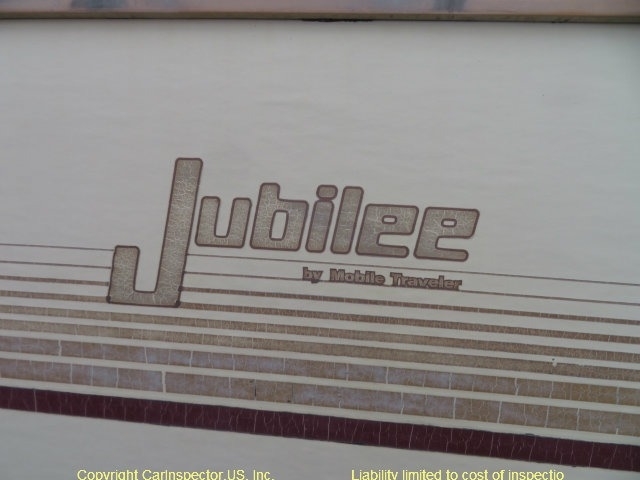 Jubilee
by Mobile Traveler
Copyright CarInspector.US, Inc.
Liability limited to cost of inspectio